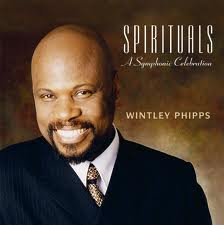 SPIRITUALS
A Symphonic Celebration
WINTLEY PHIPPS